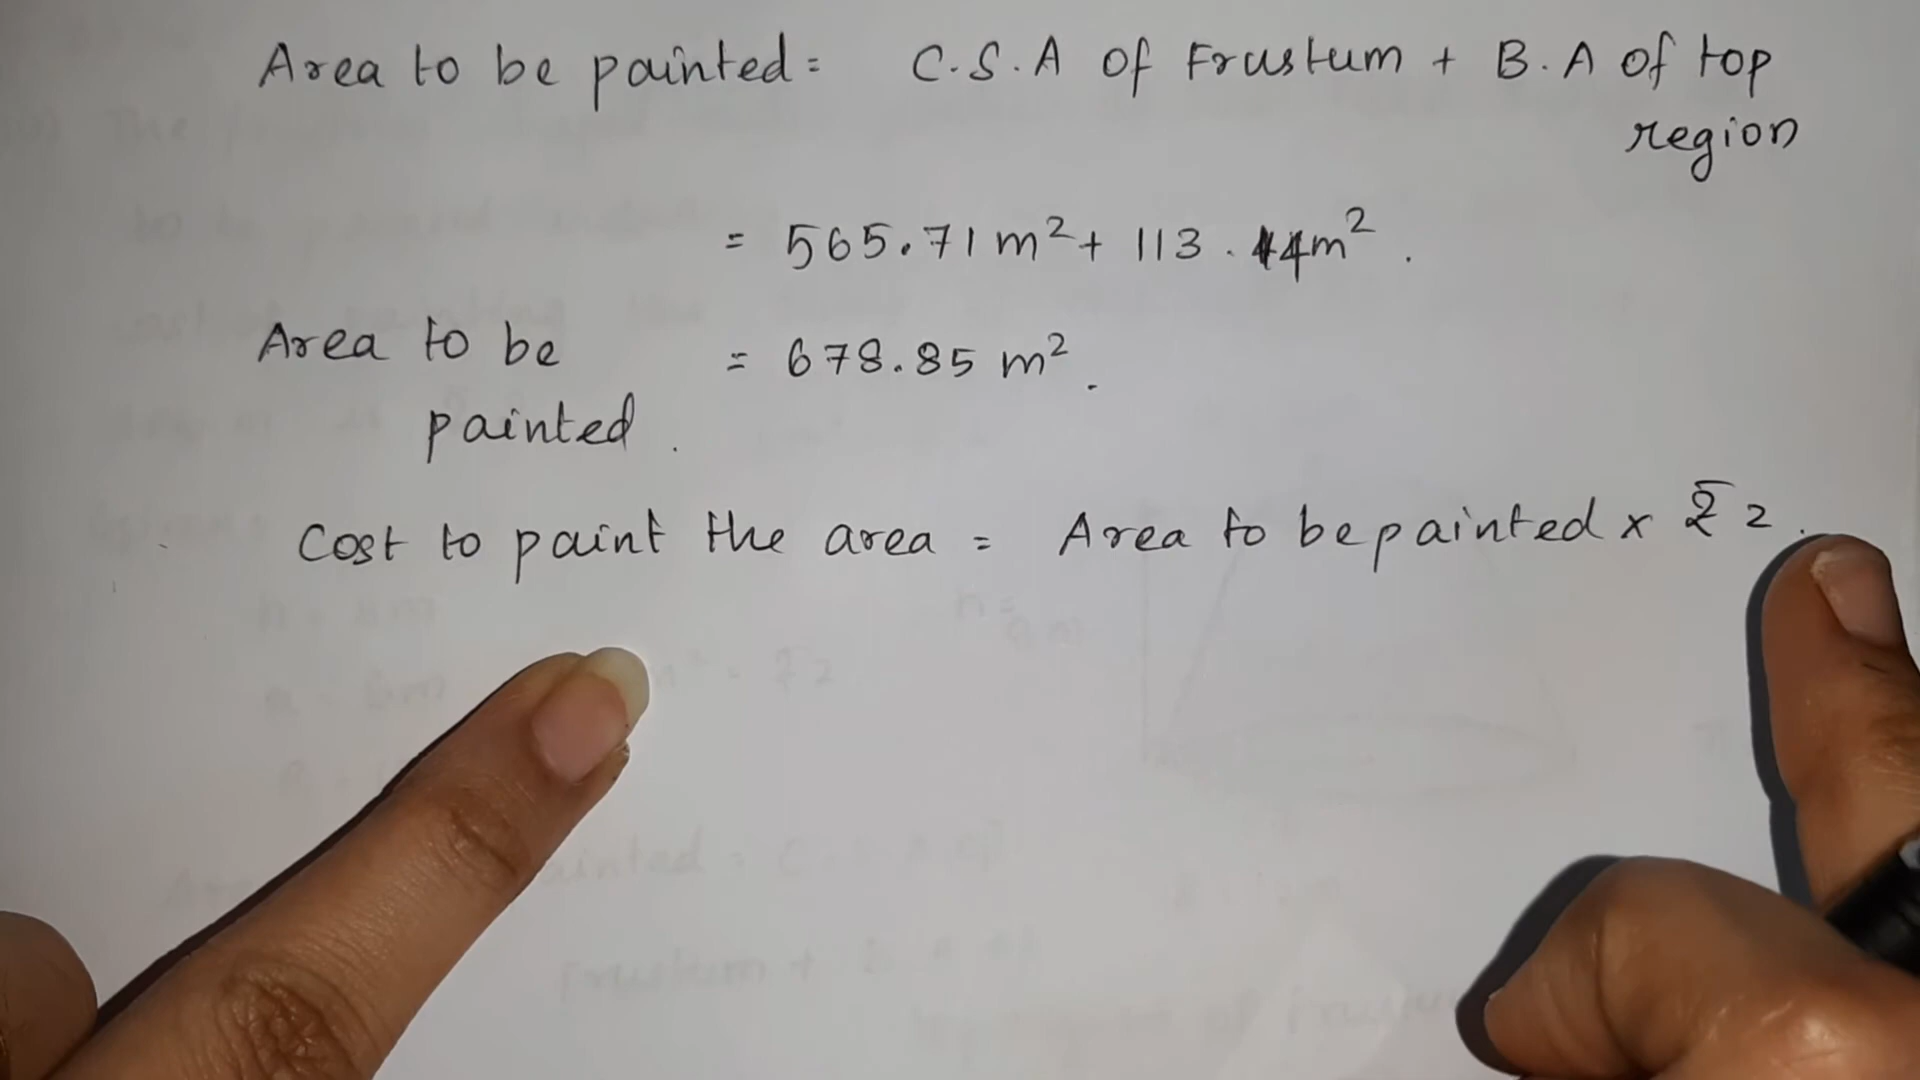 Area to be painted = C.S.A of Frustum + B.A of top
region
= 565.71 m² + 113.14 m².
Area to be = 678.85 m².
painted.
Cost to paint the area = Area to be painted x ₹ 2.